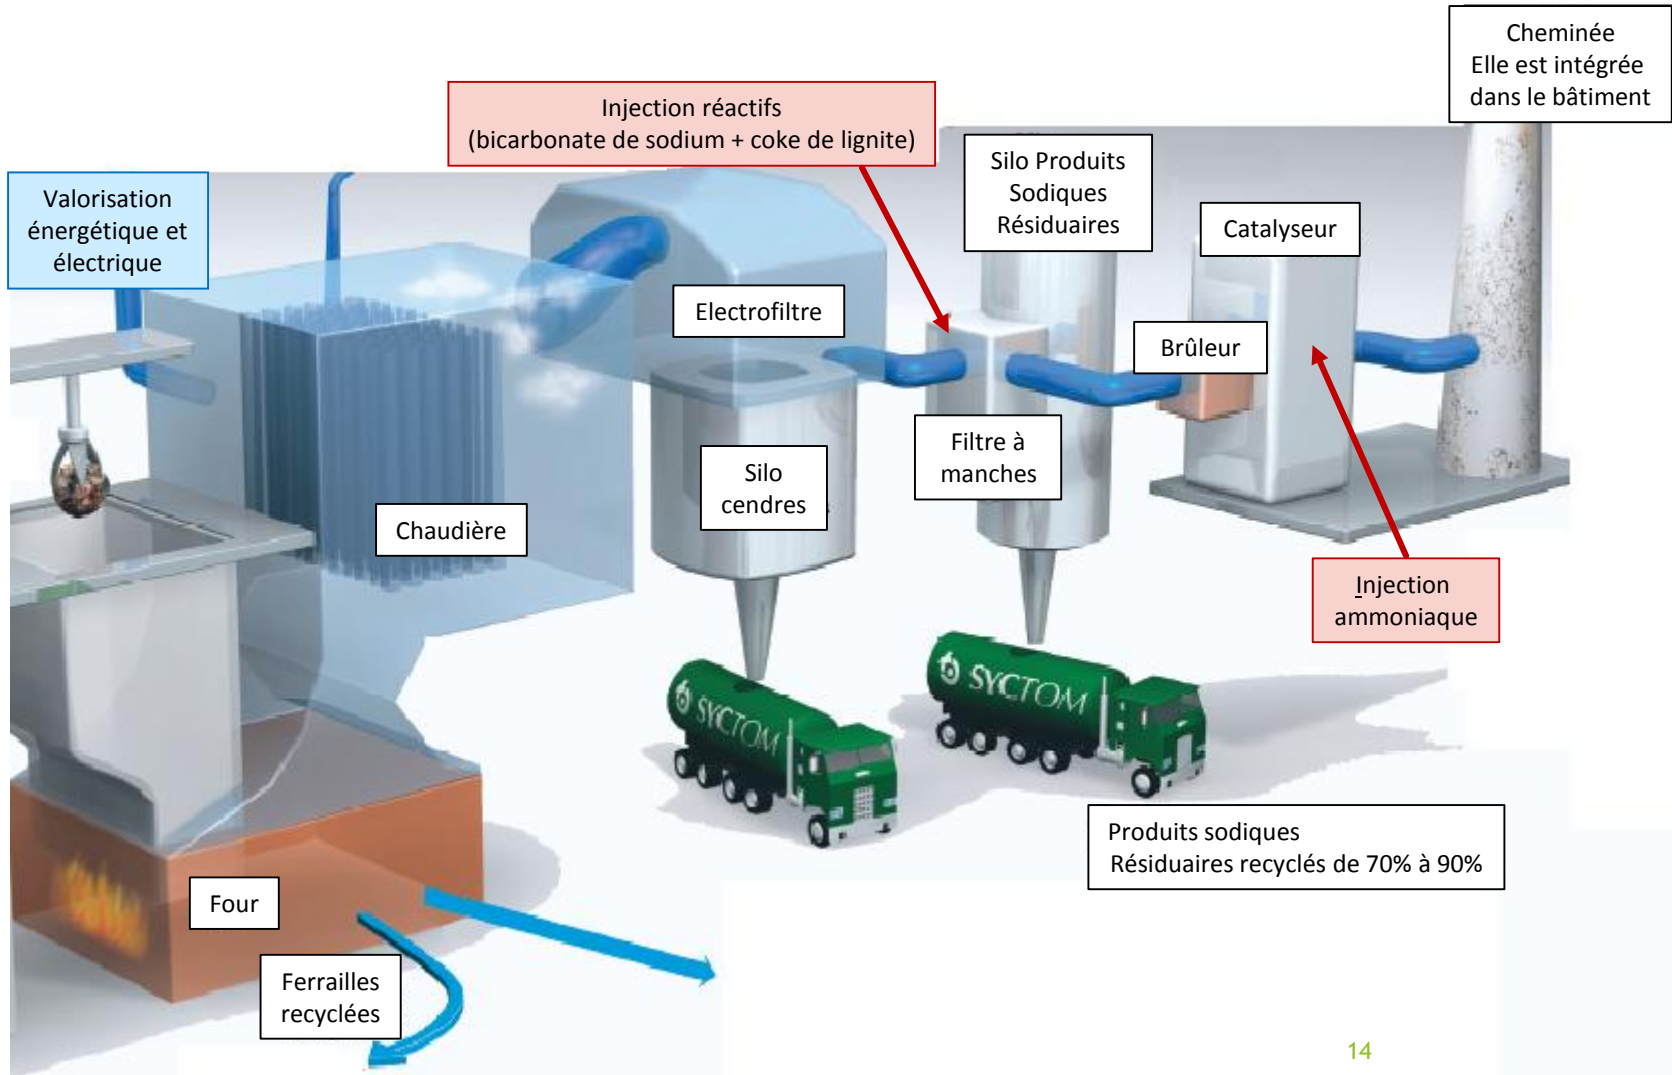 Cheminée
Elle est intégrée
dans le bâtiment
Injection réactifs
(bicarbonate de sodium + coke de lignite)
Silo Produits
Sodiques
Résiduaires
Valorisation
énergétique et
électrique
Catalyseur
Electrofiltre
Brûleur
Filtre à
manches
Silo
cendres
Chaudière
Injection
ammoniaque
SYCTOM
SYCTOM
Produits sodiques
Résiduaires recyclés de 70% à 90%
Four
Ferrailles
recyclées
14